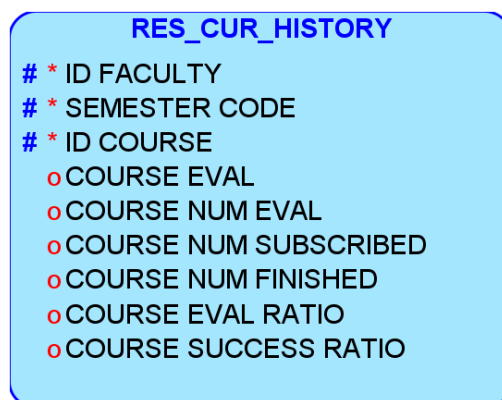 RES_CUR_HISTORY
# * ID FACULTY
# * SEMESTER CODE
# * ID COURSE
o COURSE EVAL
o COURSE NUM EVAL
o COURSE NUM SUBSCRIBED
o COURSE NUM FINISHED
o COURSE EVAL RATIO
o COURSE SUCCESS RATIO